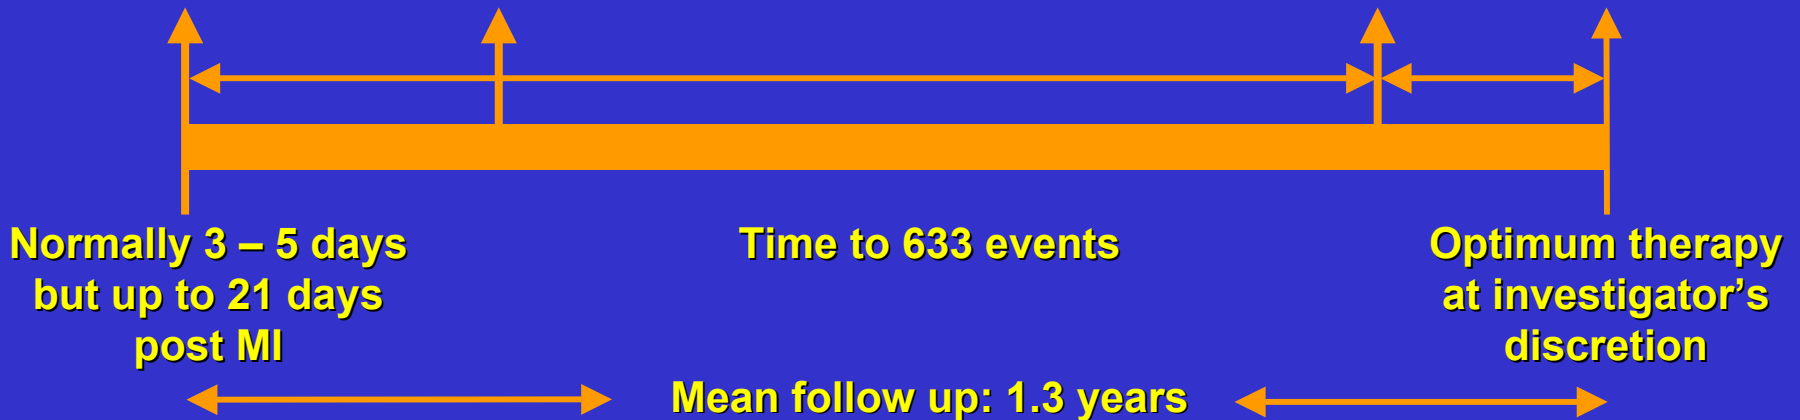 Normally 3 – 5 days
but up to 21 days
post MI
Time to 633 events
Optimum therapy
at investigator’s
discretion
Mean follow up: 1.3 years